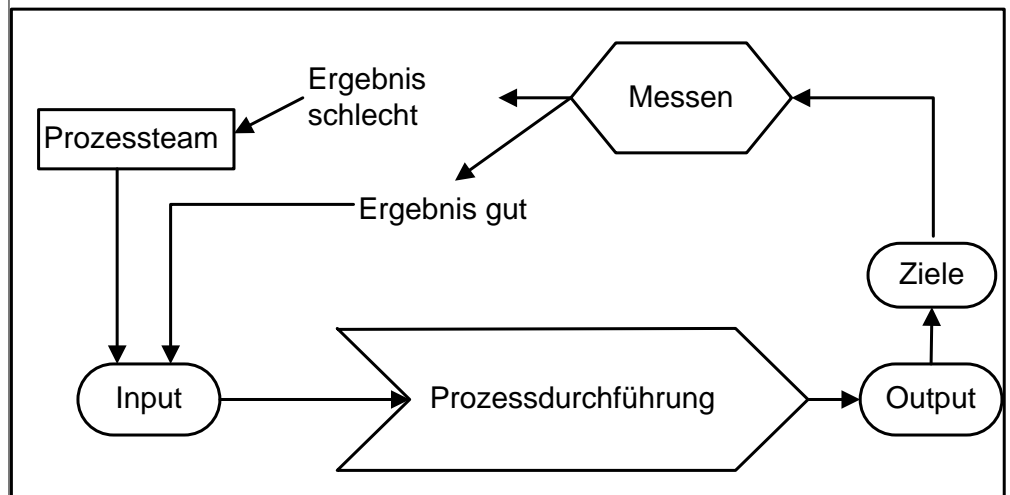 Ergebnis
schlecht
Messen
Prozessteam
Ergebnis gut
Ziele
Input
Prozessdurchführung
Output